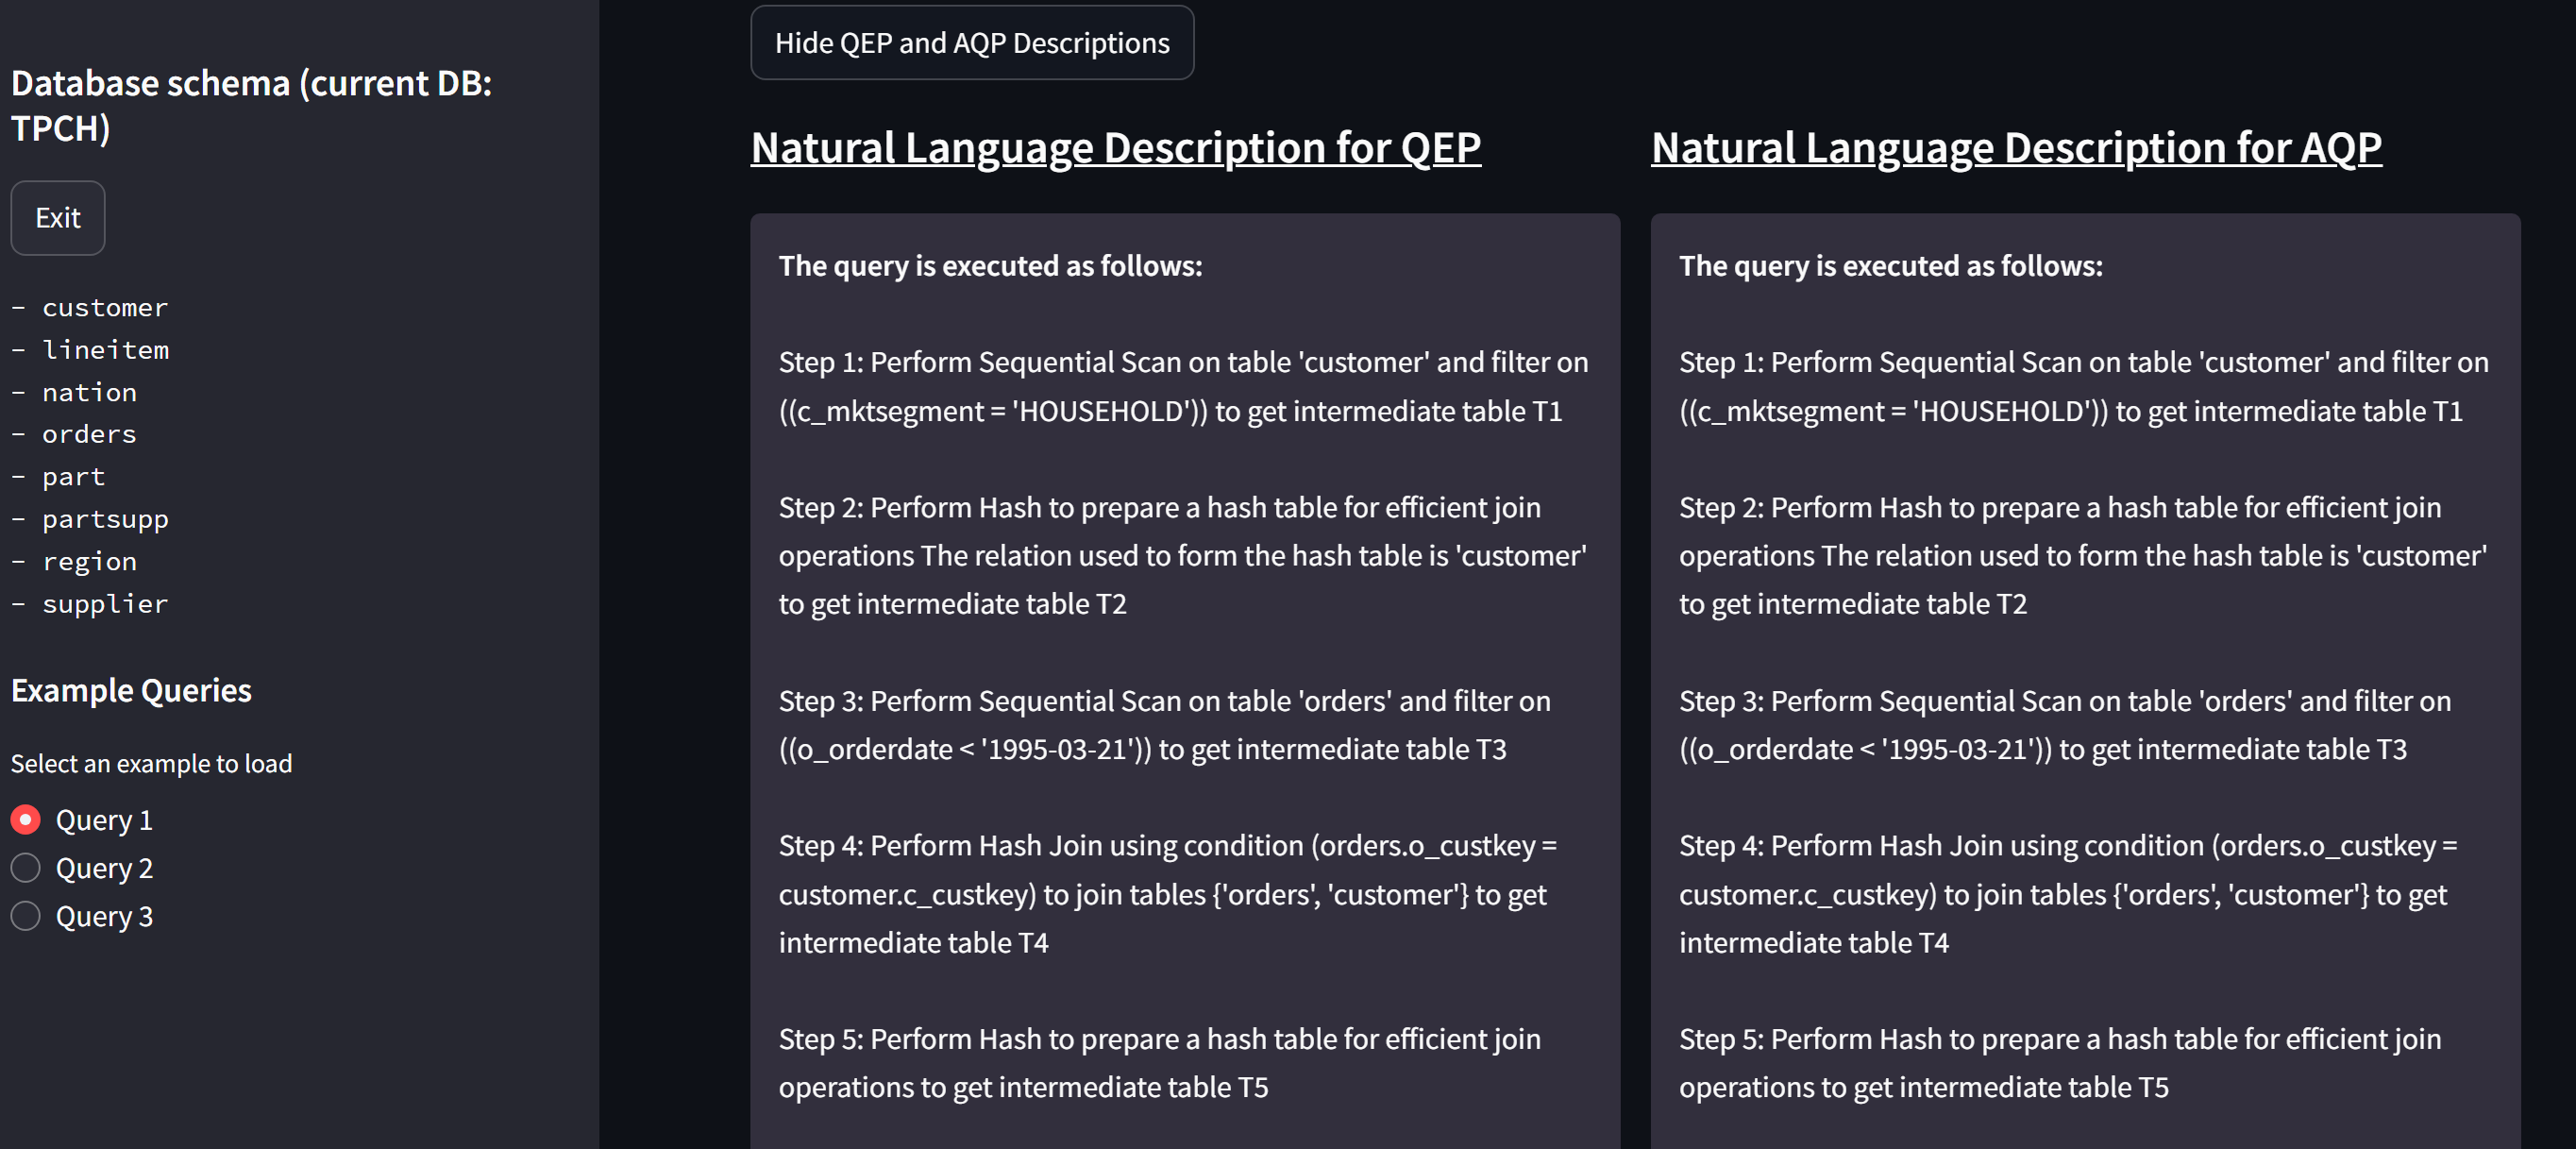 Database schema (current DB:
TPCH)
Exit
- customer
- lineitem
- nation
- orders
- part
- partsupp
- region
- supplier
Example Queries
Select an example to load
Query 1
Query 2
Query 3
Hide QEP and AQP Descriptions
Natural Language Description for QEP
The query is executed as follows:
Step 1: Perform Sequential Scan on table 'customer' and filter on
((c_mktsegment = 'HOUSEHOLD')) to get intermediate table T1
Step 2: Perform Hash to prepare a hash table for efficient join
operations The relation used to form the hash table is 'customer'
to get intermediate table T2
Step 3: Perform Sequential Scan on table 'orders' and filter on
((o_orderdate < '1995-03-21')) to get intermediate table T3
Step 4: Perform Hash Join using condition (orders.o_custkey =
customer.c_custkey) to join tables {'orders', 'customer'} to get
intermediate table T4
Step 5: Perform Hash to prepare a hash table for efficient join
operations to get intermediate table T5
Natural Language Description for AQP
The query is executed as follows:
Step 1: Perform Sequential Scan on table 'customer' and filter on
((c_mktsegment = 'HOUSEHOLD')) to get intermediate table T1
Step 2: Perform Hash to prepare a hash table for efficient join
operations The relation used to form the hash table is 'customer'
to get intermediate table T2
Step 3: Perform Sequential Scan on table 'orders' and filter on
((o_orderdate < '1995-03-21')) to get intermediate table T3
Step 4: Perform Hash Join using condition (orders.o_custkey =
customer.c_custkey) to join tables {'orders', 'customer'} to get
intermediate table T4
Step 5: Perform Hash to prepare a hash table for efficient join
operations to get intermediate table T5